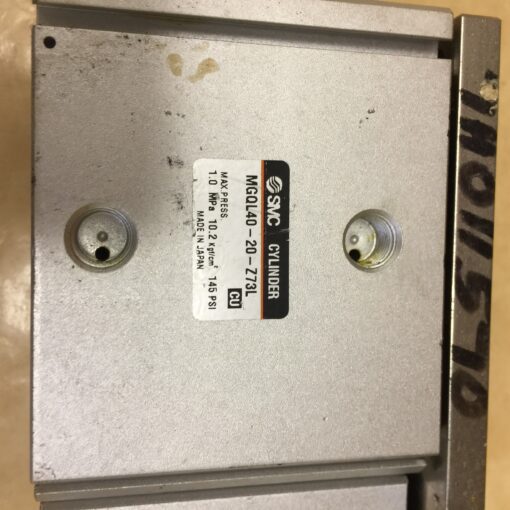 SMC CYLINDER
MGQL40-20-Z73L
MAX.PRESS.
1.0 MPa 10.2 Kgf/cm² 145 PSI
MADE IN JAPAN
CU